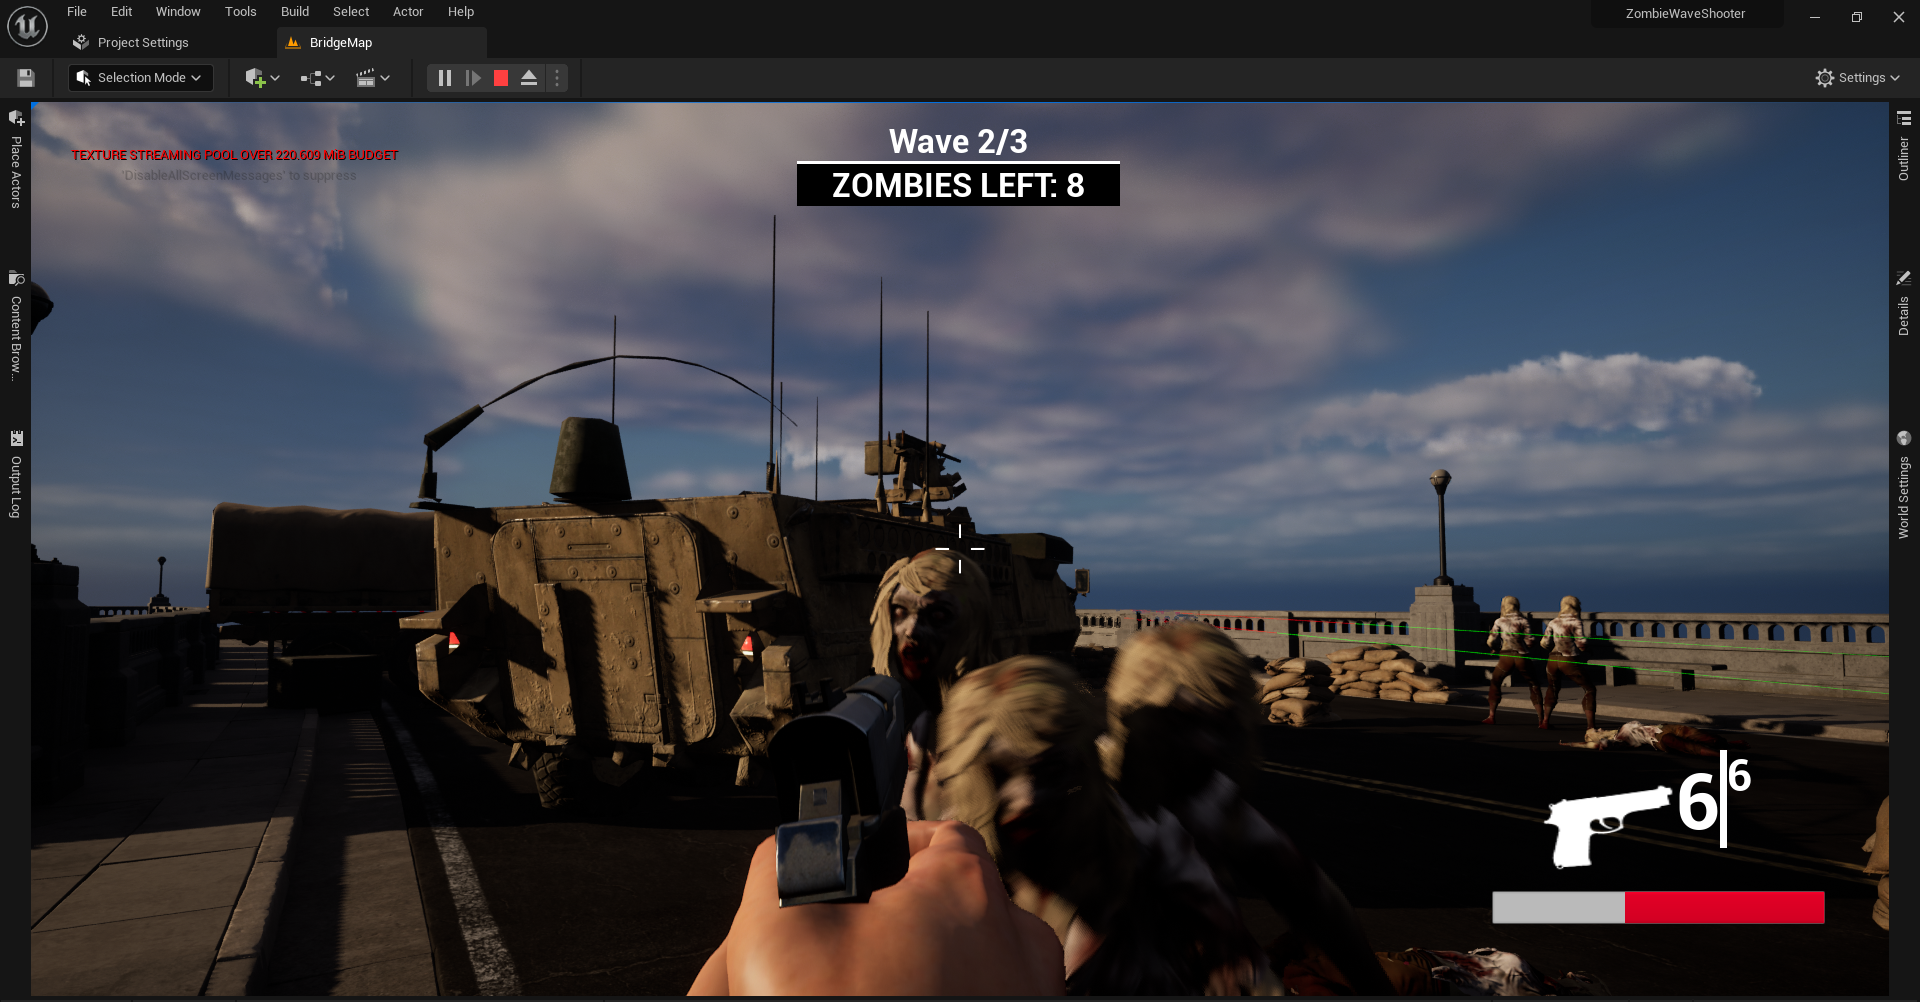 File Edit Window Tools Build Select Actor Help
ZombieWaveShooter
Project Settings
BridgeMap
Selection Mode
Settings
Place Actors
Content Brow...
Output Log
Outliner
Details
World Settings
TEXTURE STREAMING POOL OVER 220.609 MiB BUDGET
'DisableAllScreenMessages' to suppress
Wave 2/3
ZOMBIES LEFT: 8
6 6